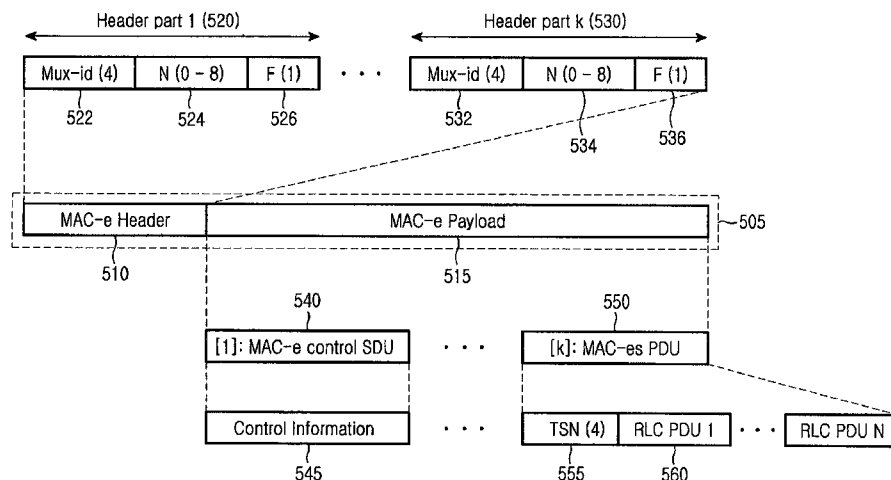 Header part 1 (520)
Header part k (530)
Mux-id (4) N (0 - 8) F (1) · · · Mux-id (4) N (0 - 8) F (1)
522 524 526 532 534 536
MAC-e Header MAC-e Payload 505
510 515
540 550
[1]: MAC-e control SDU · · · [k]: MAC-es PDU
Control Information · · · TSN (4) RLC PDU 1 · · · RLC PDU N
545 555 560